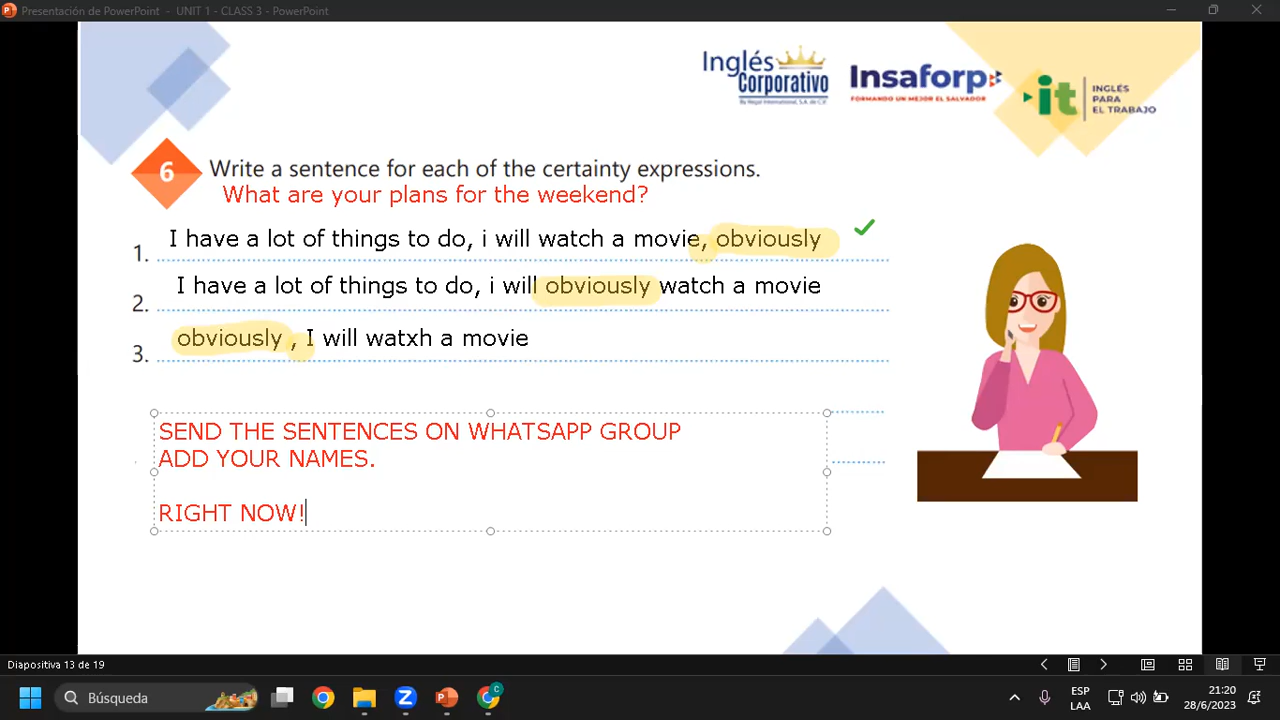 Presentación de PowerPoint - UNIT 1 - CLASS 3 - PowerPoint
Inglés
Corporativo
By Regal International, S.A. de C.V.
Insaforp
FORMANDO UN MEJOR EL SALVADOR
it
INGLÉS
PARA
EL TRABAJO
6 Write a sentence for each of the certainty expressions.
What are your plans for the weekend?
1. I have a lot of things to do, i will watch a movie, obviously
2. I have a lot of things to do, i will obviously watch a movie
3. obviously , I will watxh a movie
SEND THE SENTENCES ON WHATSAPP GROUP
ADD YOUR NAMES.
RIGHT NOW!
Diapositiva 13 de 19
Búsqueda
ESP
LAA
21:20
28/6/2023